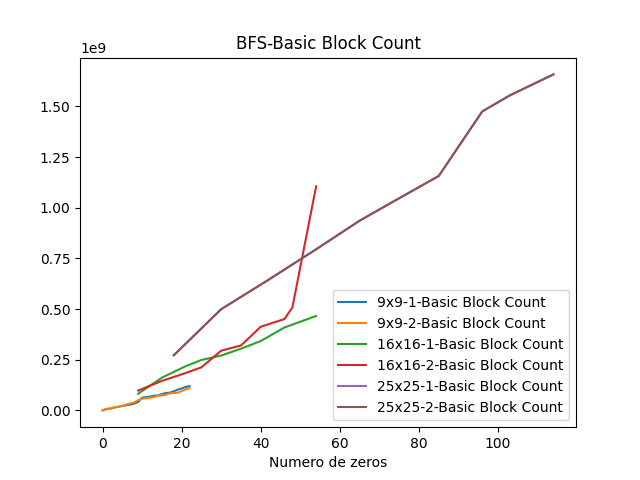 BFS-Basic Block Count
1e9
1.50
1.25
1.00
0.75
0.50
0.25
0.00
0 20 40 60 80 100
Numero de zeros
9x9-1-Basic Block Count
9x9-2-Basic Block Count
16x16-1-Basic Block Count
16x16-2-Basic Block Count
25x25-1-Basic Block Count
25x25-2-Basic Block Count